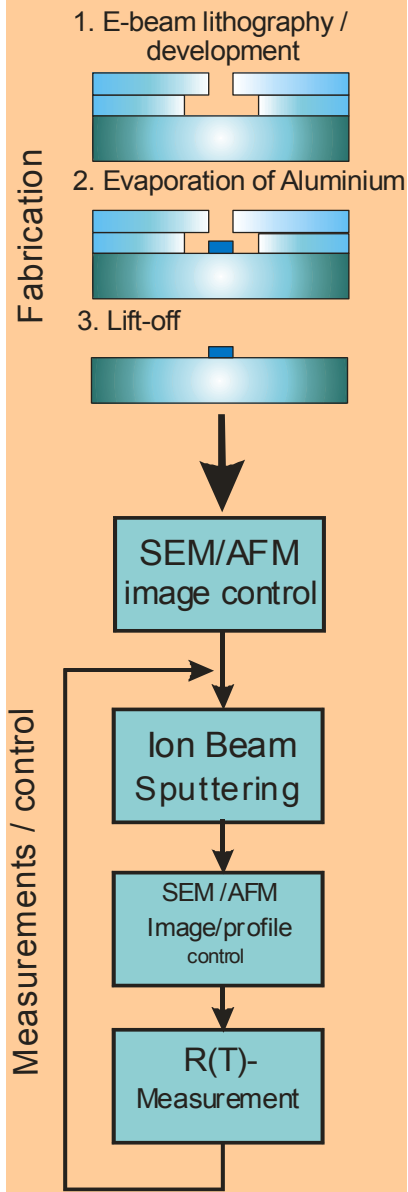 1. E-beam lithography /
development
2. Evaporation of Aluminium
3. Lift-off
Fabrication
SEM/AFM
image control
Ion Beam
Sputtering
SEM/AFM
Image/profile
control
R(T)-
Measurement
Measurements / control